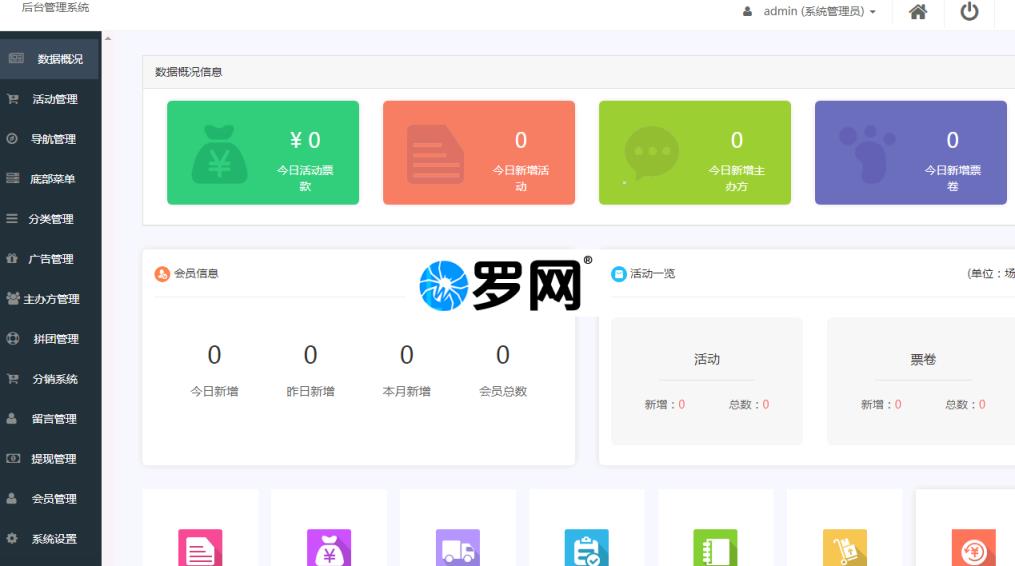 后台管理系统
admin (系统管理员)
数据概况
活动管理
导航管理
底部菜单
分类管理
广告管理
主办方管理
拼团管理
分销系统
留言管理
提现管理
会员管理
系统设置
数据概况信息
¥ 0
今日活动票
款
0
今日新增活
动
0
今日新增主
办方
0
今日新增票
卷
会员信息
0
今日新增
0
昨日新增
0
本月新增
0
会员总数
罗网®
活动一览
(单位：场
活动
新增：0 总数：0
票卷
新增：0 总数：0